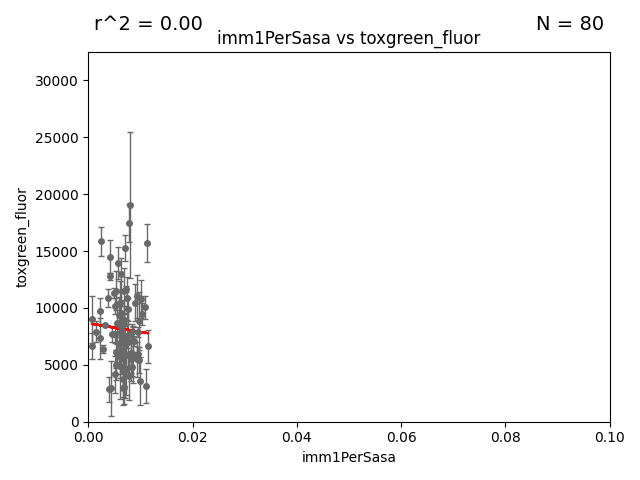 r^2 = 0.00
N = 80
imm1PerSasa vs toxgreen_fluor
30000
25000
20000
15000
10000
5000
0
toxgreen_fluor
0.00 0.02 0.04 0.06 0.08 0.10
imm1PerSasa